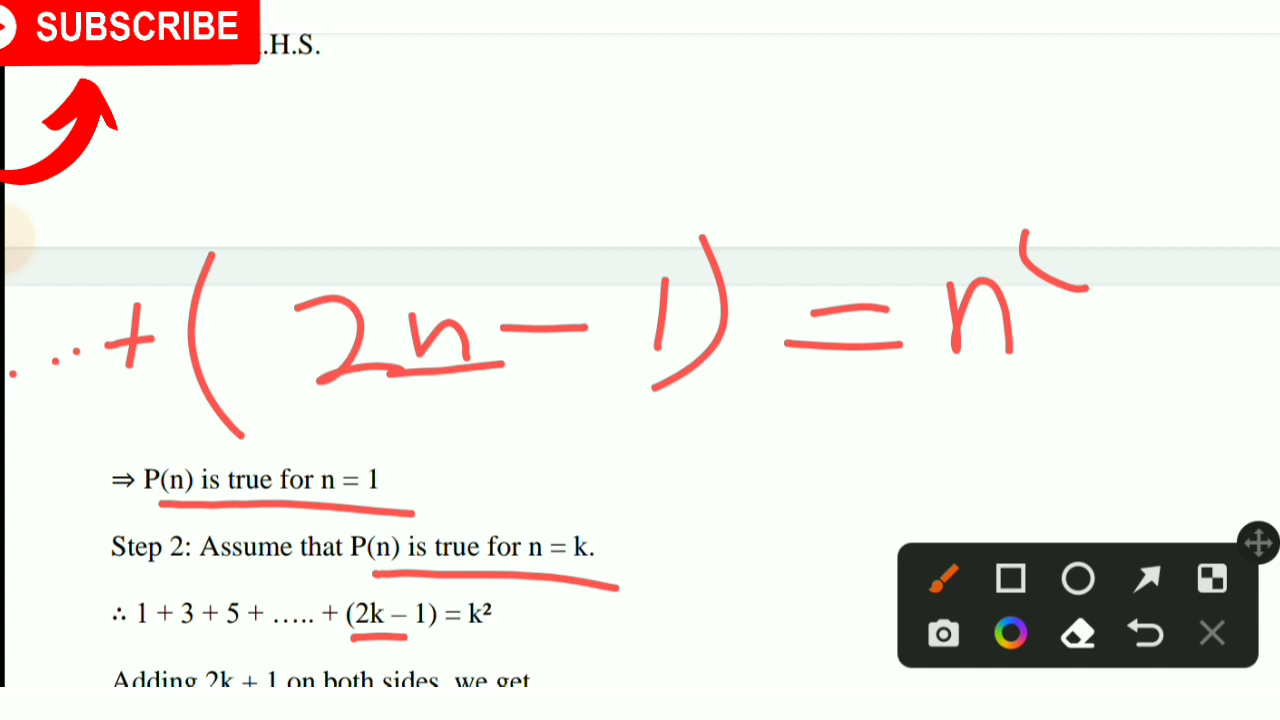 SUBSCRIBE
.H.S.
...+(2n-1)=n
⇒ P(n) is true for n = 1
Step 2: Assume that P(n) is true for n = k.
∴ 1 + 3 + 5 + ..... + (2k – 1) = k²
Adding 2k + 1 on both sides, we get